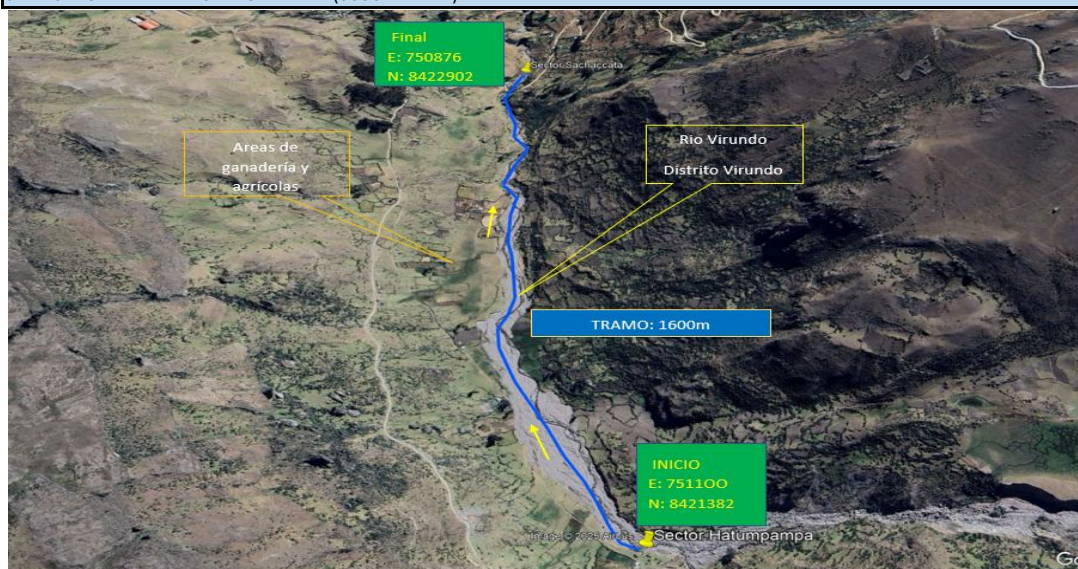 Final
E: 750876
N: 8422902
Sector Sachaccata
Areas de
ganadería y
agrícolas
Rio Virundo
Distrito Virundo
TRAMO: 1600m
INICIO
E: 751100
N: 8421382
Sector Hatumpampa